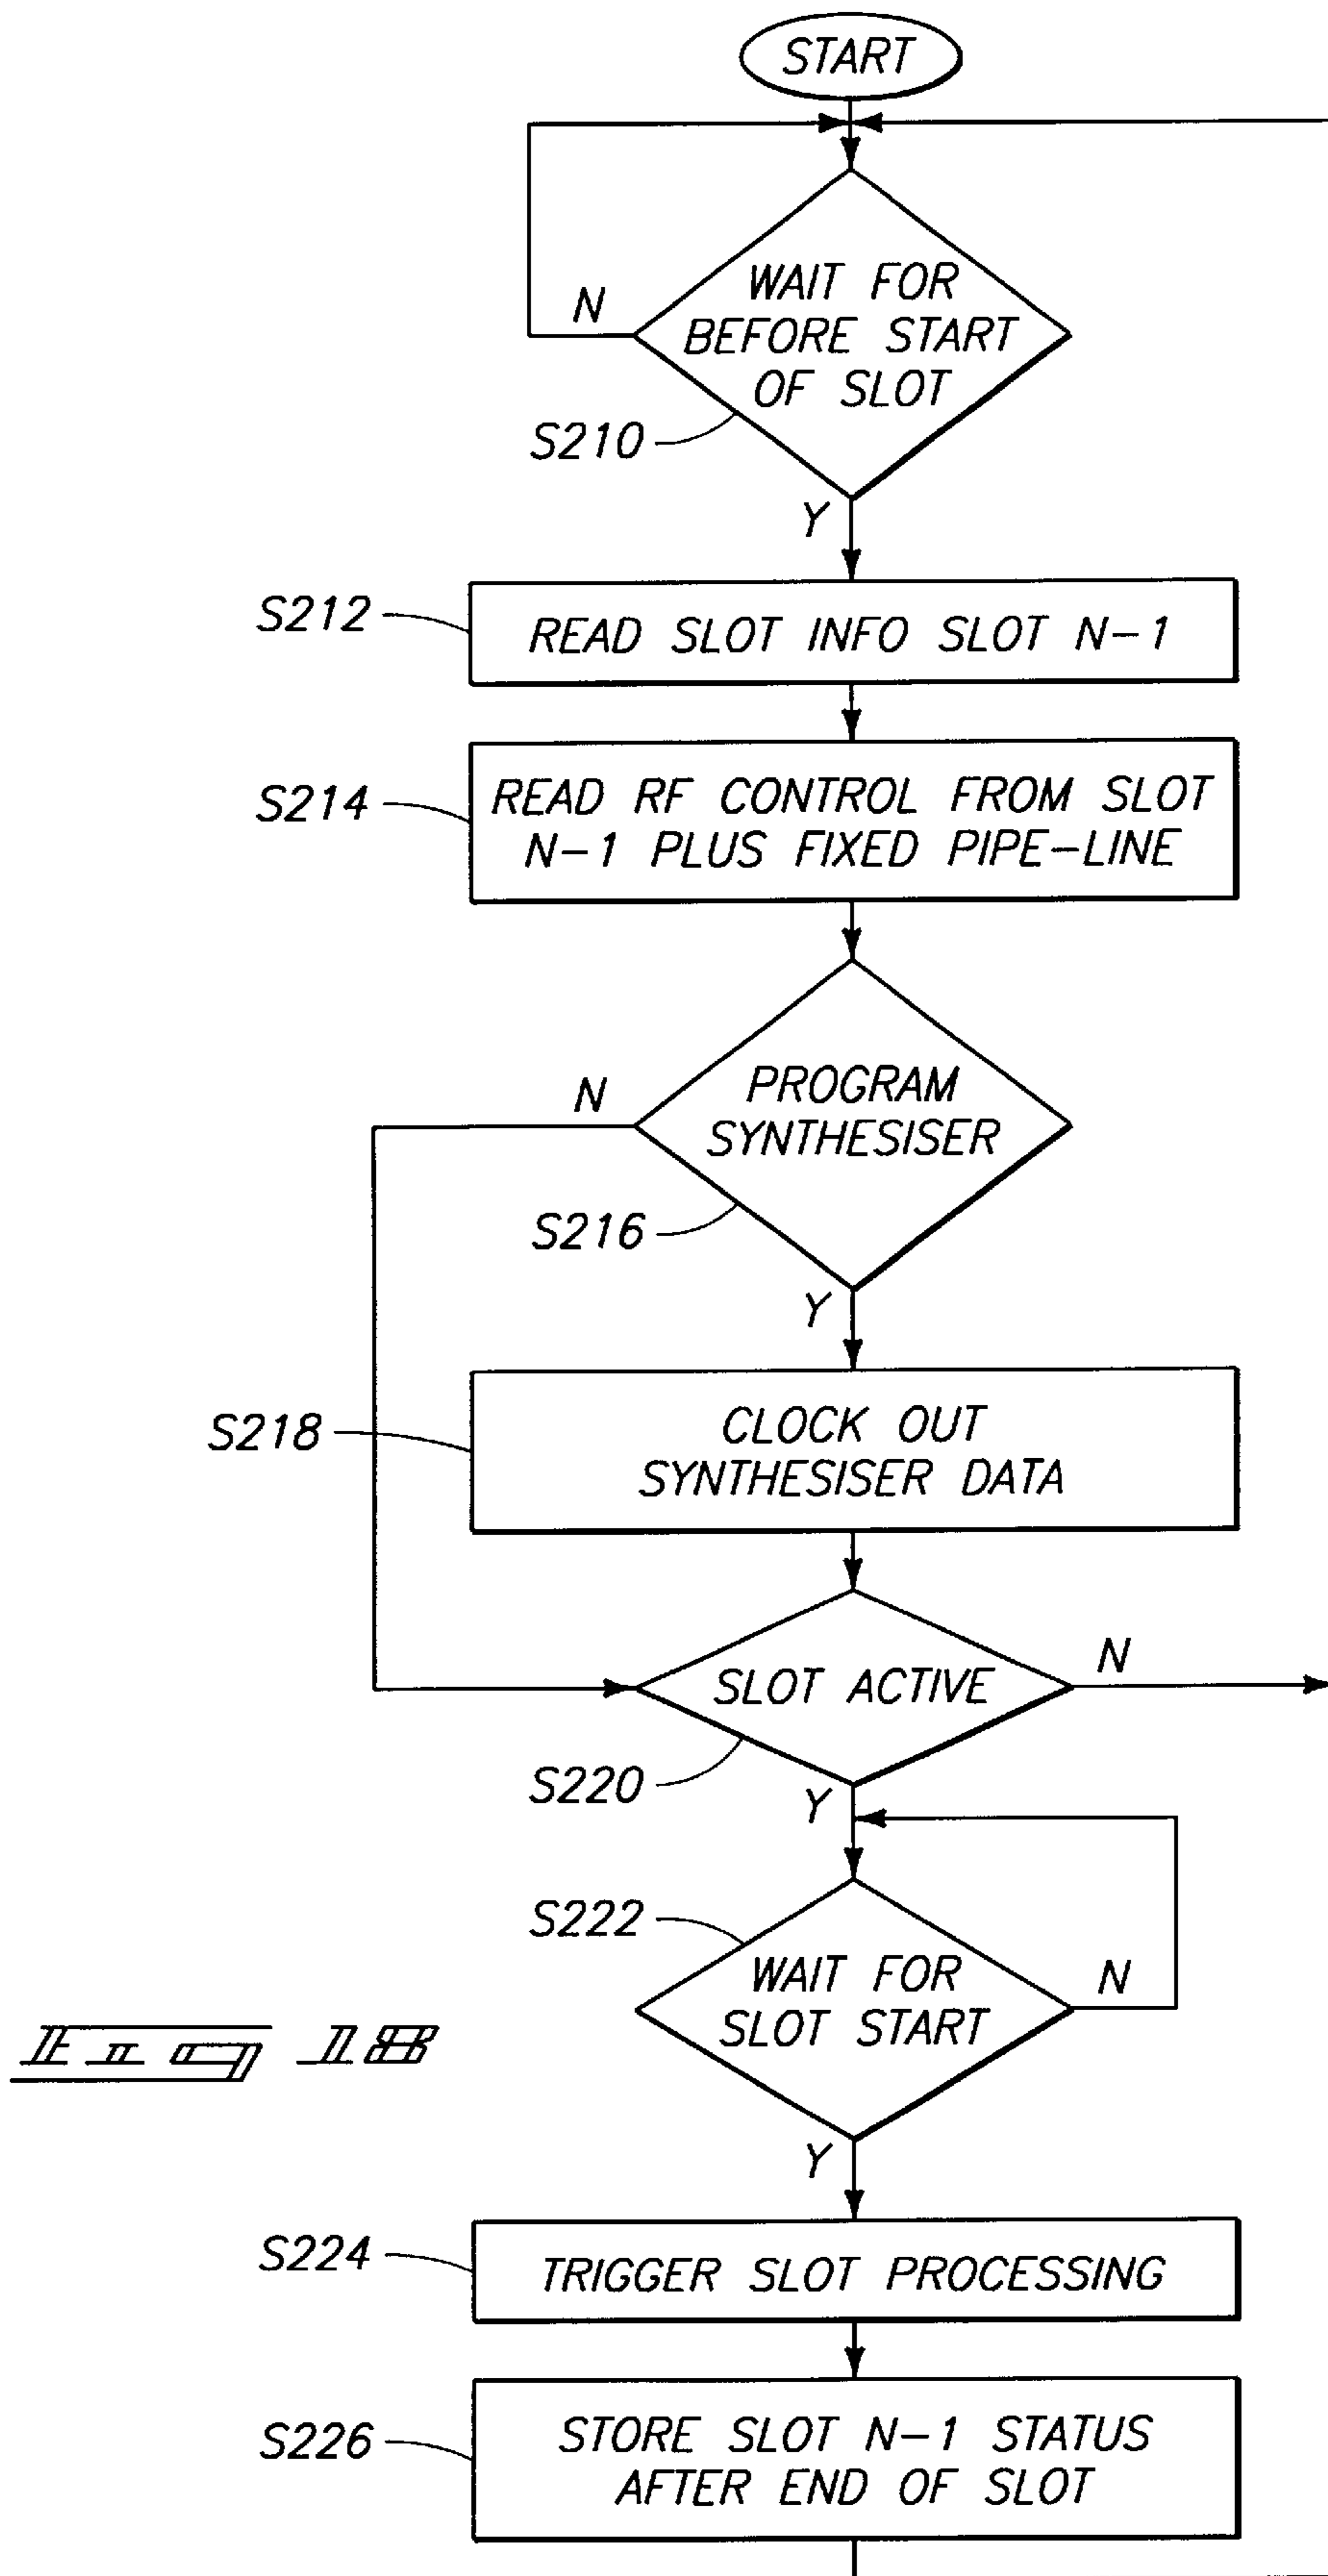 START
WAIT FOR
BEFORE START
OF SLOT
N
S210
Y
S212
READ SLOT INFO SLOT N-1
S214
READ RF CONTROL FROM SLOT
N-1 PLUS FIXED PIPE-LINE
N
PROGRAM
SYNTHESISER
S216
Y
S218
CLOCK OUT
SYNTHESISER DATA
SLOT ACTIVE
N
S220
Y
S222
WAIT FOR
SLOT START
N
Fig 18
Y
S224
TRIGGER SLOT PROCESSING
S226
STORE SLOT N-1 STATUS
AFTER END OF SLOT